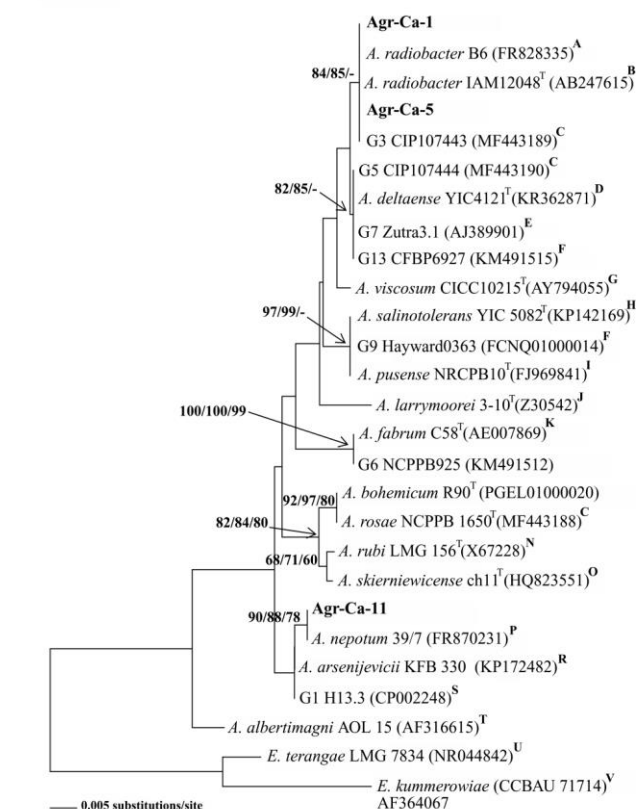 Agr-Ca-1
A. radiobacter B6 (FR828335)A
84/85/-
A. radiobacter IAM12048T (AB247615)B
Agr-Ca-5
G3 CIP107443 (MF443189)C
G5 CIP107444 (MF443190)C
82/85/-
A. deltaense YIC4121T(KR362871)D
G7 Zutra3.1 (AJ389901)E
G13 CFBP6927 (KM491515)F
A. viscosum CICC10215T(AY794055)G
97/99/-
A. salinotolerans YIC 5082T(KP142169)H
G9 Hayward0363 (FCNQ01000014)F
A. pusense NRCPB10T(FJ969841)I
A. larrymoorei 3-10T(Z30542)J
100/100/99
A. fabrum C58T(AE007869)K
G6 NCPPB925 (KM491512)
92/97/80
A. bohemicum R90T(PGEL01000020)
82/84/80
A. rosae NCPPB 1650T(MF443188)C
A. rubi LMG 156T(X67228)N
68/71/60
A. skierniewicense ch11T(HQ823551)O
90/88/78
Agr-Ca-11
A. nepotum 39/7 (FR870231)P
A. arsenijevicii KFB 330 (KP172482)R
G1 H13.3 (CP002248)S
A. albertimagni AOL 15 (AF316615)T
E. terangae LMG 7834 (NR044842)U
E. kummerowiae (CCBAU 71714)V
AF364067
0.005 substitutions/site